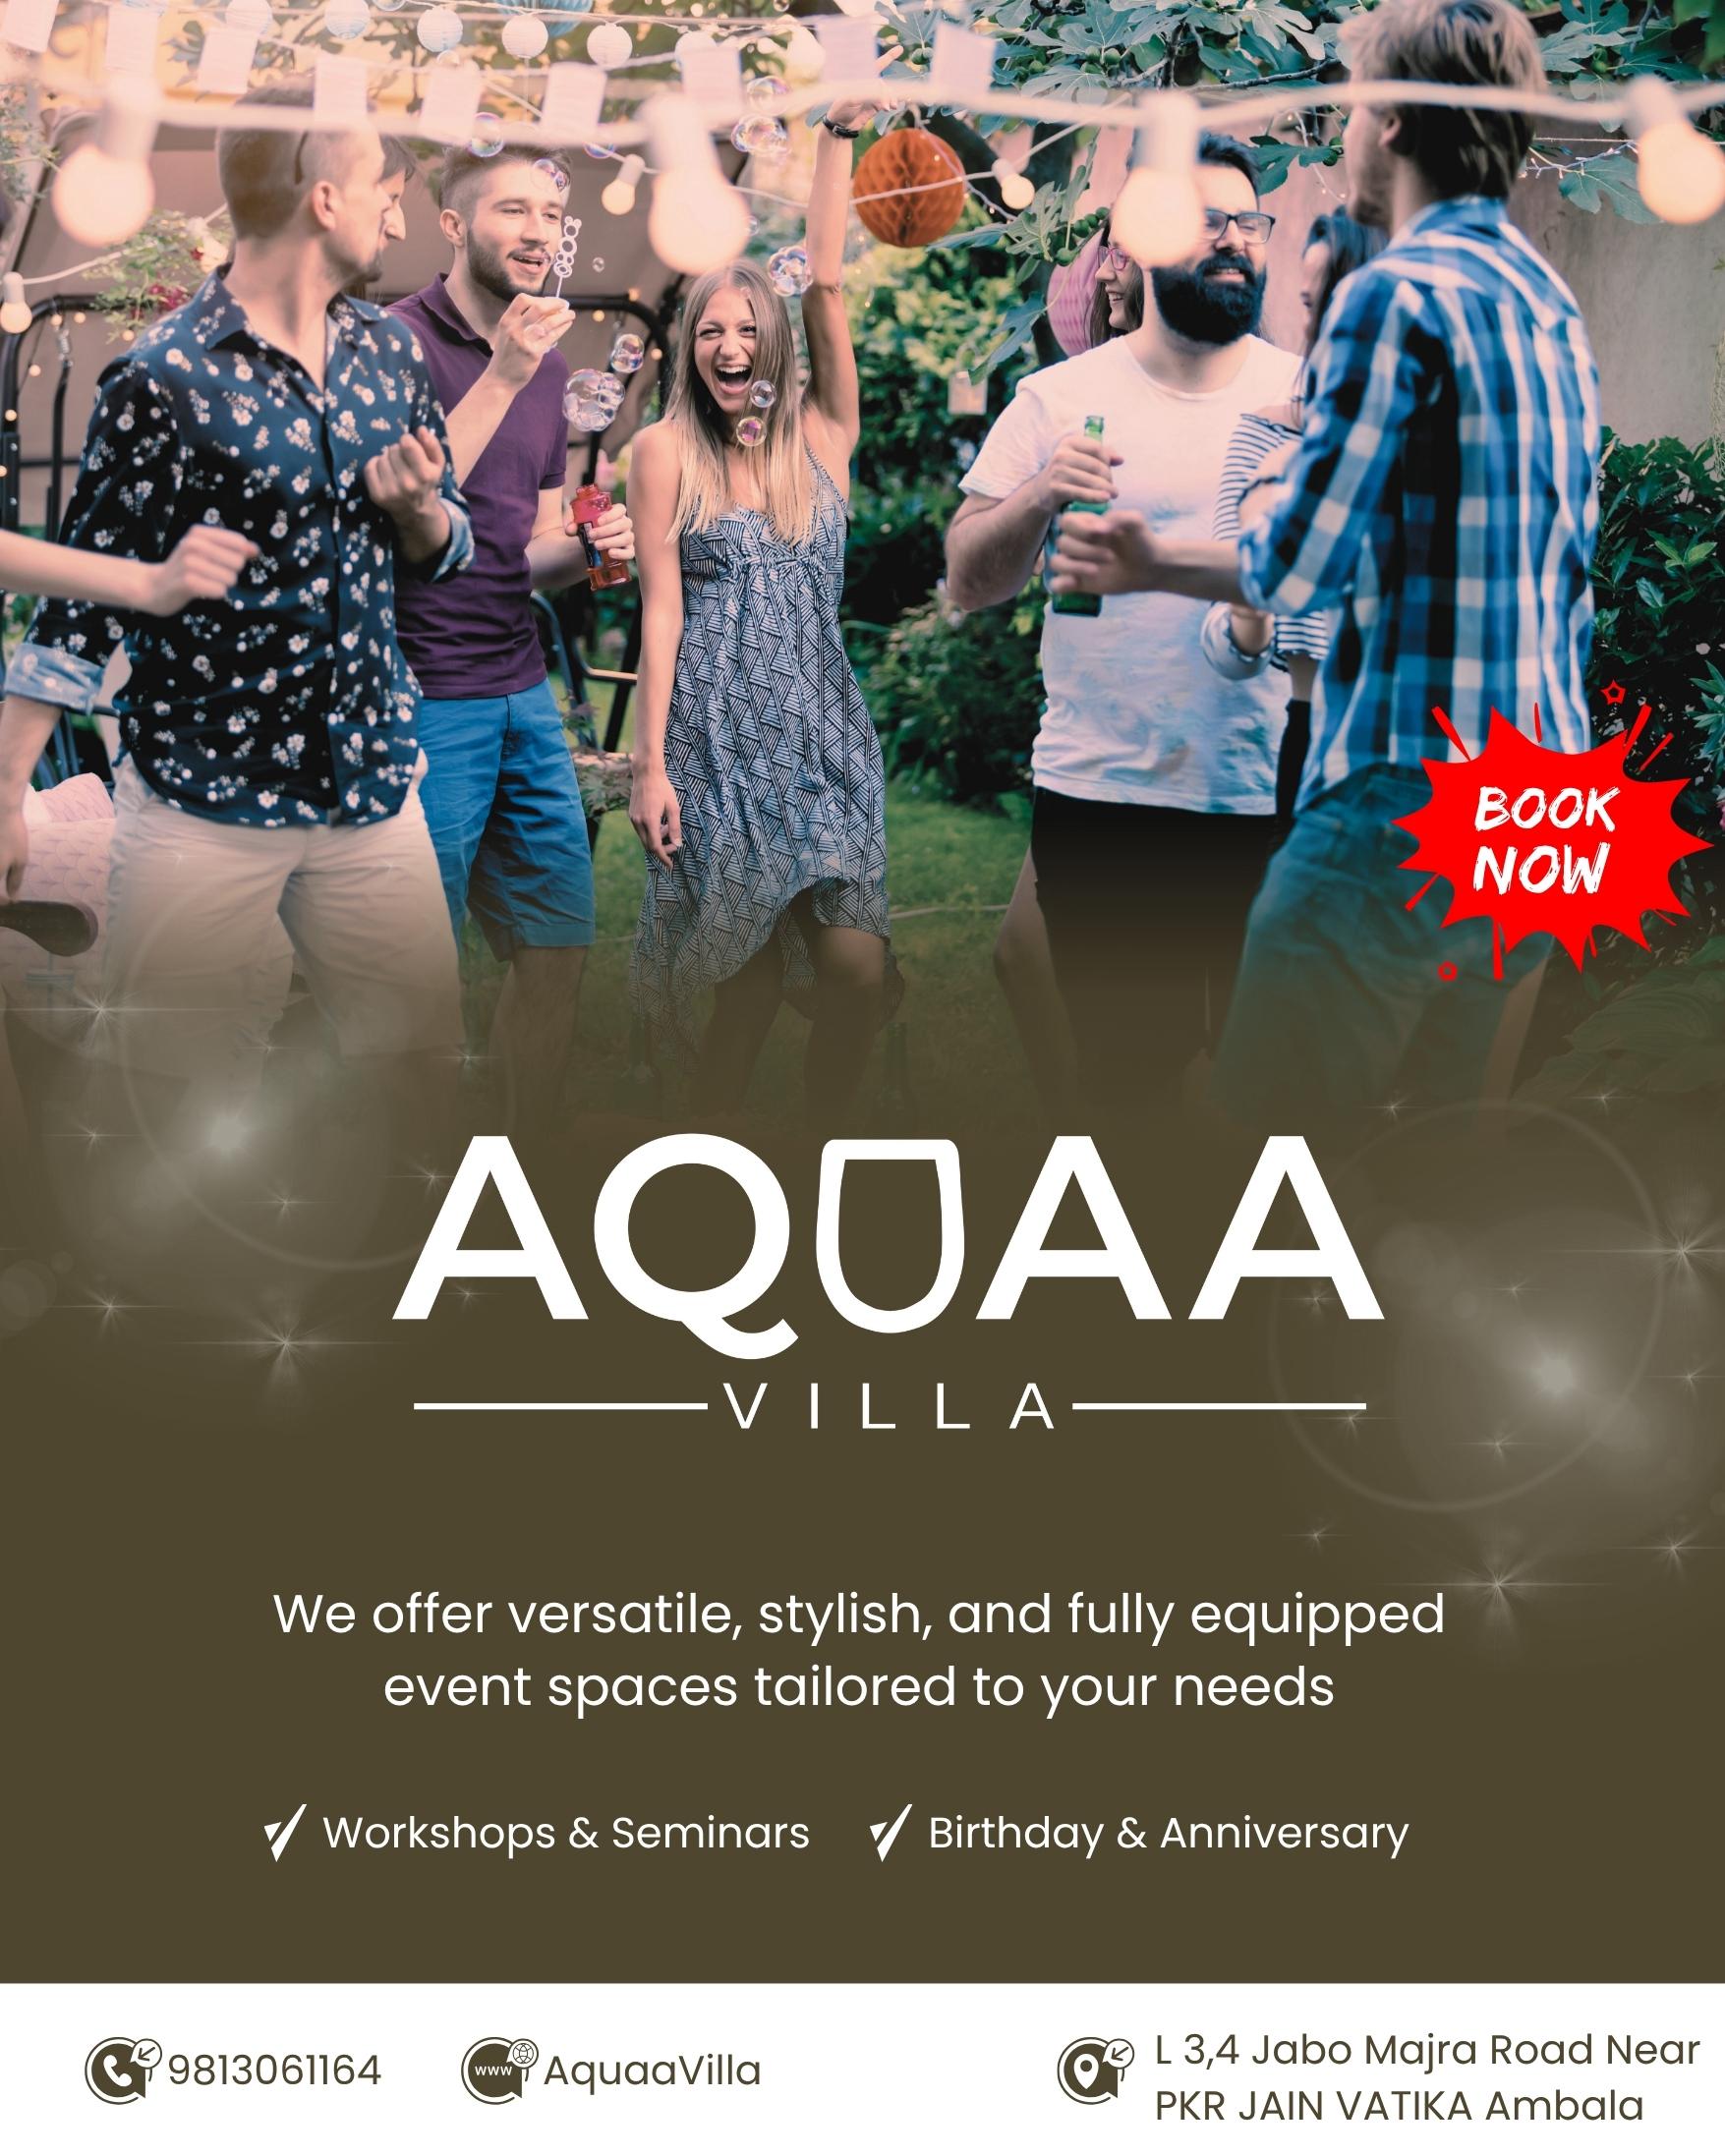 BOOK
NOW
AQUAA
VILLA
We offer versatile, stylish, and fully equipped
event spaces tailored to your needs
Workshops & Seminars
Birthday & Anniversary
9813061164
www
AquaaVilla
L 3,4 Jabo Majra Road Near
PKR JAIN VATIKA Ambala